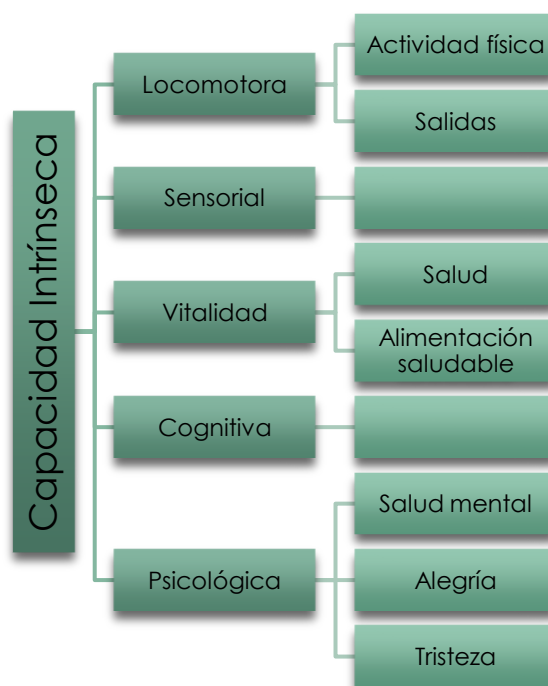 Capacidad Intrínseca
Locomotora
Actividad física
Salidas
Sensorial
Vitalidad
Salud
Alimentación
saludable
Cognitiva
Psicológica
Salud mental
Alegría
Tristeza